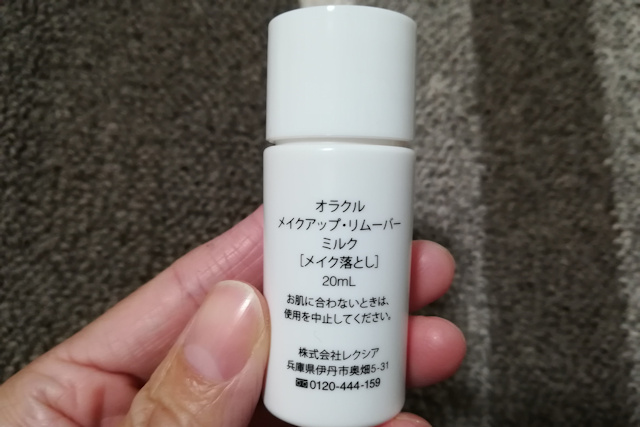 オラクル
メイクアップ・リムーバー
ミルク
[メイク落とし]
20mL
お肌に合わないときは、
使用を中止してください。
株式会社レクシア
兵庫県伊丹市奥畑5-31
0120-444-159